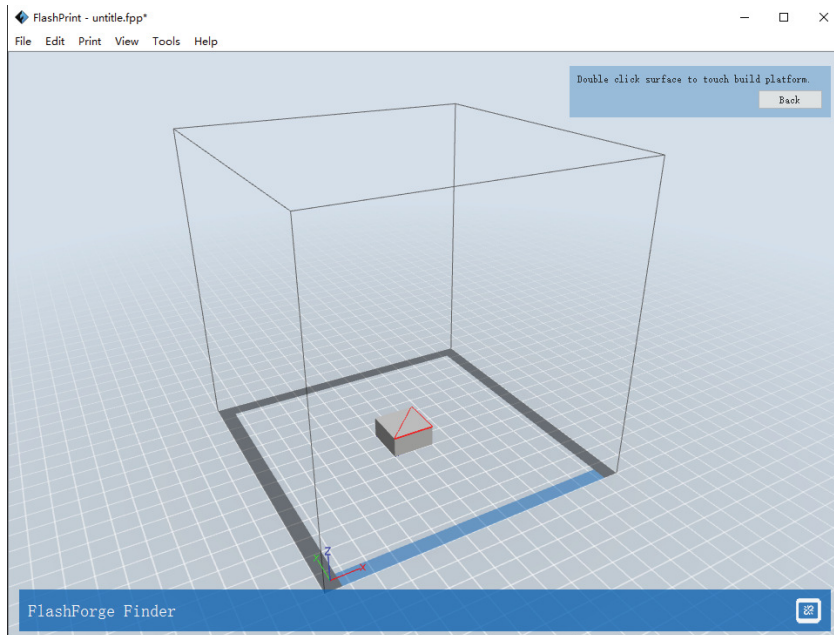 FlashPrint - untitle.fpp*
File Edit Print View Tools Help
Double click surface to touch build platform.
Back
Z
X
FlashForge Finder